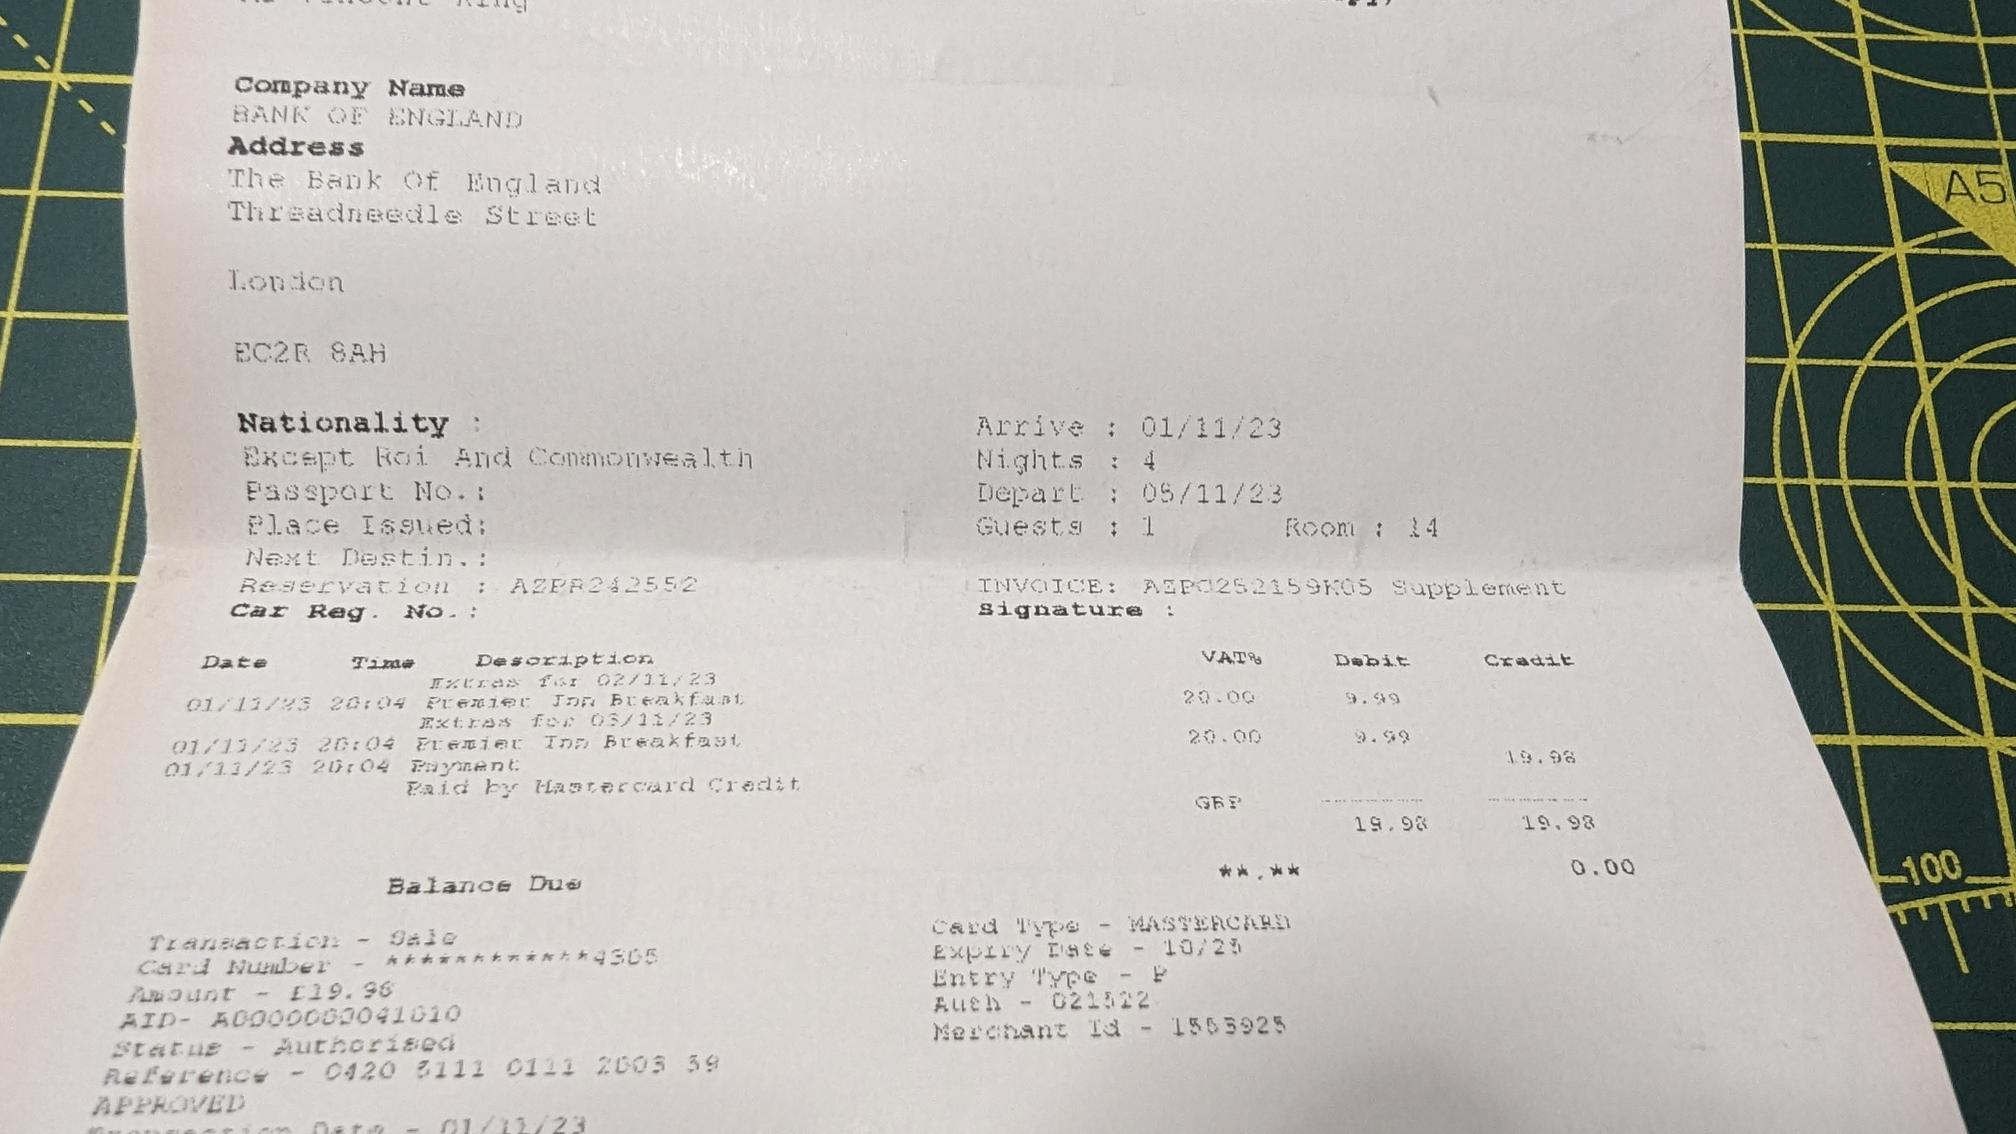 Company Name
BANK OF ENGLAND
Address
The Bank Of England
Threadneedle Street
London
EC2R 8AH
Nationality :
Except Roi And Commonwealth
Passport No.:
Place Issued:
Next Destin.:
Reservation : AZPR242552
Car Reg. No.:
Arrive : 01/11/23
Nights : 4
Depart : 05/11/23
Guests : 1 Room : 14
INVOICE: Supplement
Signature :
Date Time Description VAT% Debit Credit
Extras for 02/11/23
01/11/23 20:04 Premier Inn Breakfast 20.00 9.99
Extras for 03/11/23
01/11/23 20:04 Premier Inn Breakfast 20.00 9.99
01/11/23 20:04 Payment 19.98
Paid by Mastercard Credit
GBP
19.98 19.98
Balance Due **.** 0.00
Transaction - Sale
Card Number - ************4305
Amount - £19.98
AID- A0000000041010
Status - Authorised
Reference - 0420 3111 0111 2003 39
APPROVED
Transaction Date - 01/11/23
Card Type - MASTERCARD
Expiry Date - 10/25
Entry Type - P
Auth -
Merchant Id -
A5
100